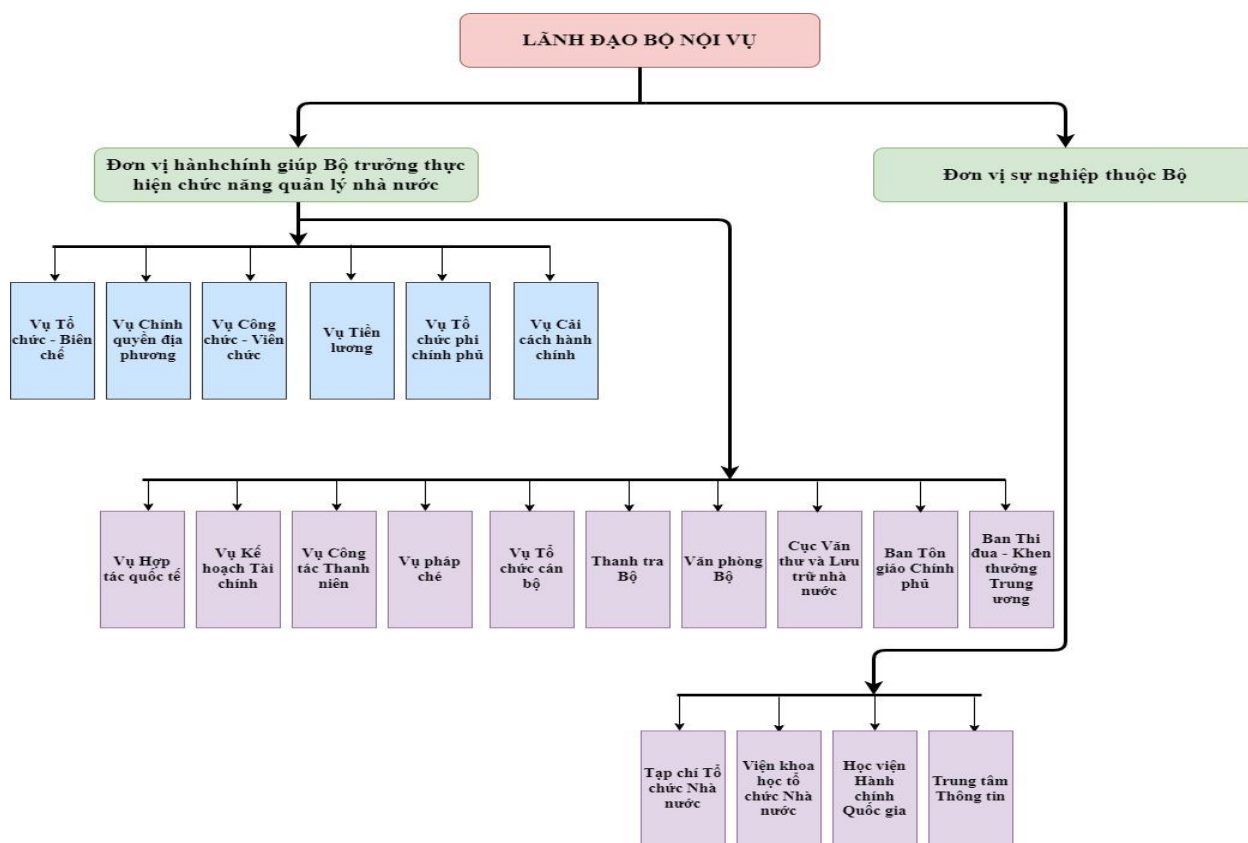 LÃNH ĐẠO BỘ NỘI VỤ
Đơn vị hànhchính giúp Bộ trưởng thực
hiện chức năng quản lý nhà nước
Đơn vị sự nghiệp thuộc Bộ
Vụ Tổ
chức - Biên
chế
Vụ Chính
quyền địa
phương
Vụ Công
chức - Viên
chức
Vụ Tiền
lương
Vụ Tổ
chức phi
chính phủ
Vụ Cải
cách hành
chính
Vụ Hợp
tác quốc tế
Vụ Kế
hoạch Tài
chính
Vụ Công
tác Thanh
niên
Vụ pháp
ché
Vụ Tổ
chức cán
bộ
Thanh tra
Bộ
Văn phòng
Bộ
Cục Văn
thư và Lưu
trữ nhà
nước
Ban Tôn
giáo Chính
phủ
Ban Thi
đua - Khen
thưởng
Trung
ương
Tạp chí Tổ
chức Nhà
nước
Viện khoa
học tổ
chức Nhà
nước
Học viện
Hành
chính
Quốc gia
Trung tâm
Thông tin